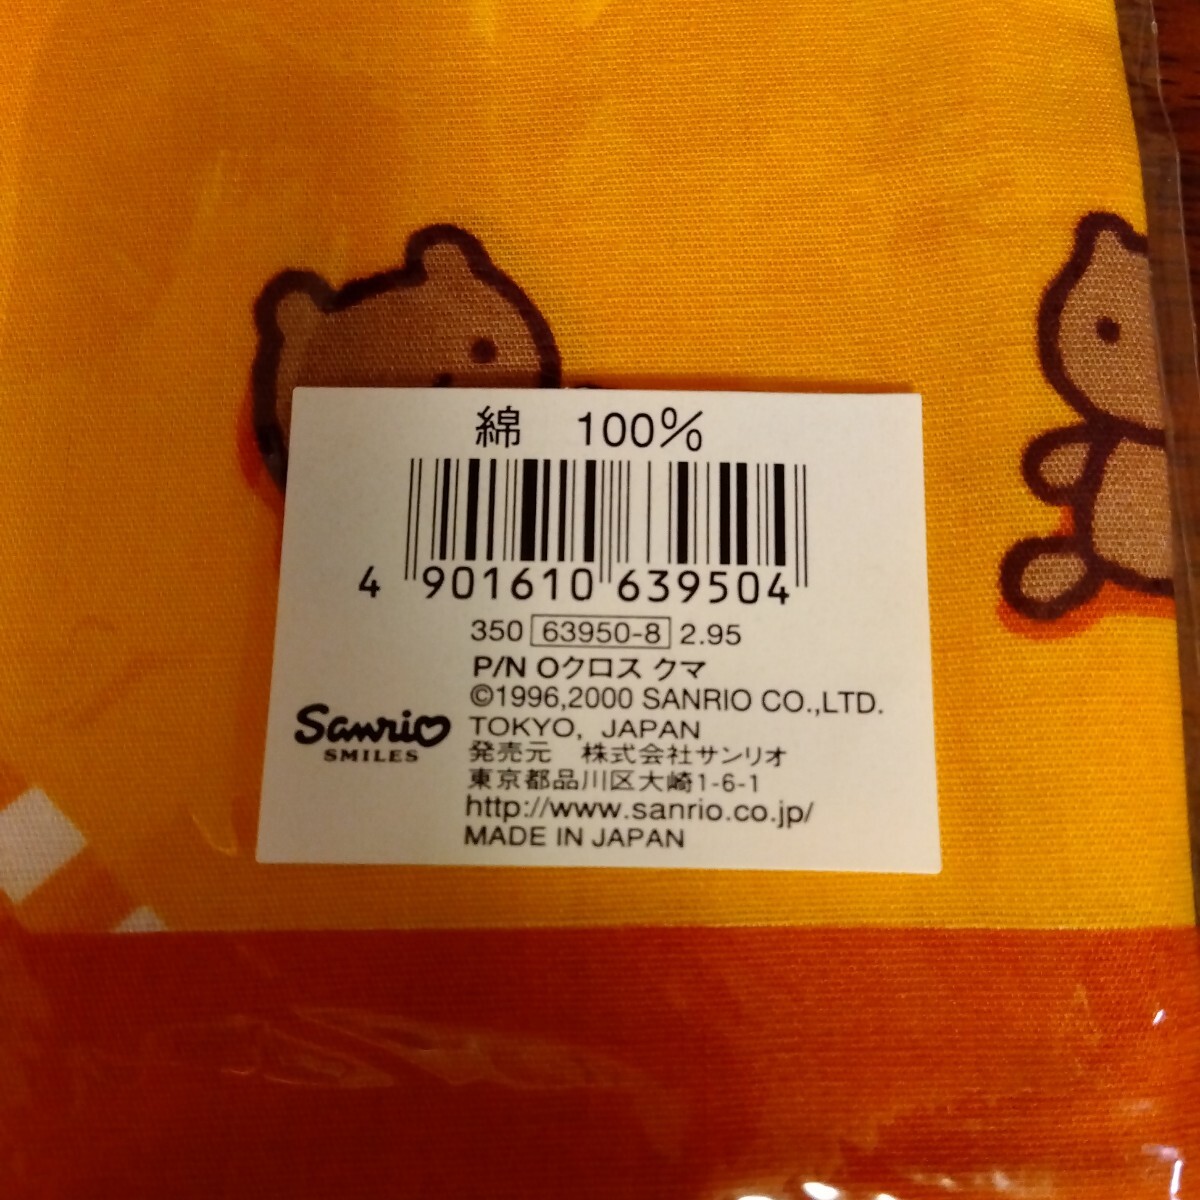 綿　100%
4 901610 639504
350 63950-8 2.95
P/N Oクロス クマ
©1996,2000 SANRIO CO.,LTD.
TOKYO, JAPAN
発売元　株式会社サンリオ
東京都品川区大崎1-6-1
http://www.sanrio.co.jp/
MADE IN JAPAN
Sanrio
SMILES